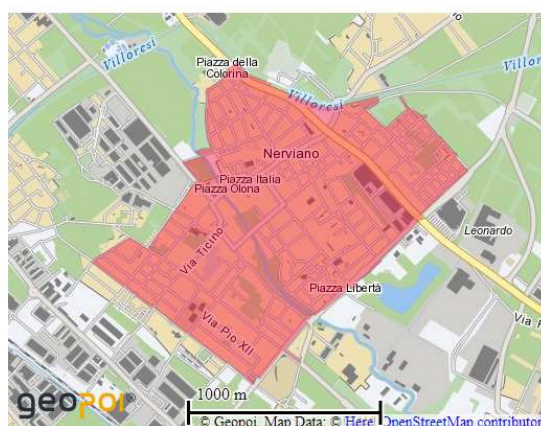 Piazza della
Colorina
Villoresi
Villoresi
Villoresi
Nerviano
Piazza Italia
Piazza Olona
Via Ticino
Leonardo
Piazza Libertà
Via Pio XII
Via
geopoi
1000 m
© Geopoi, Map Data: © Here, OpenStreetMap contributor